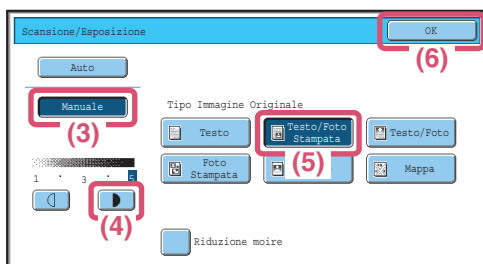 Scansione/Esposizione
OK
(6)
Auto
Manuale
(3)
Tipo Immagine Originale
Testo
Testo/Foto
Stampata
Testo/Foto
(5)
Foto
Stampata
Mappa
1 3 5
(4)
Riduzione moire